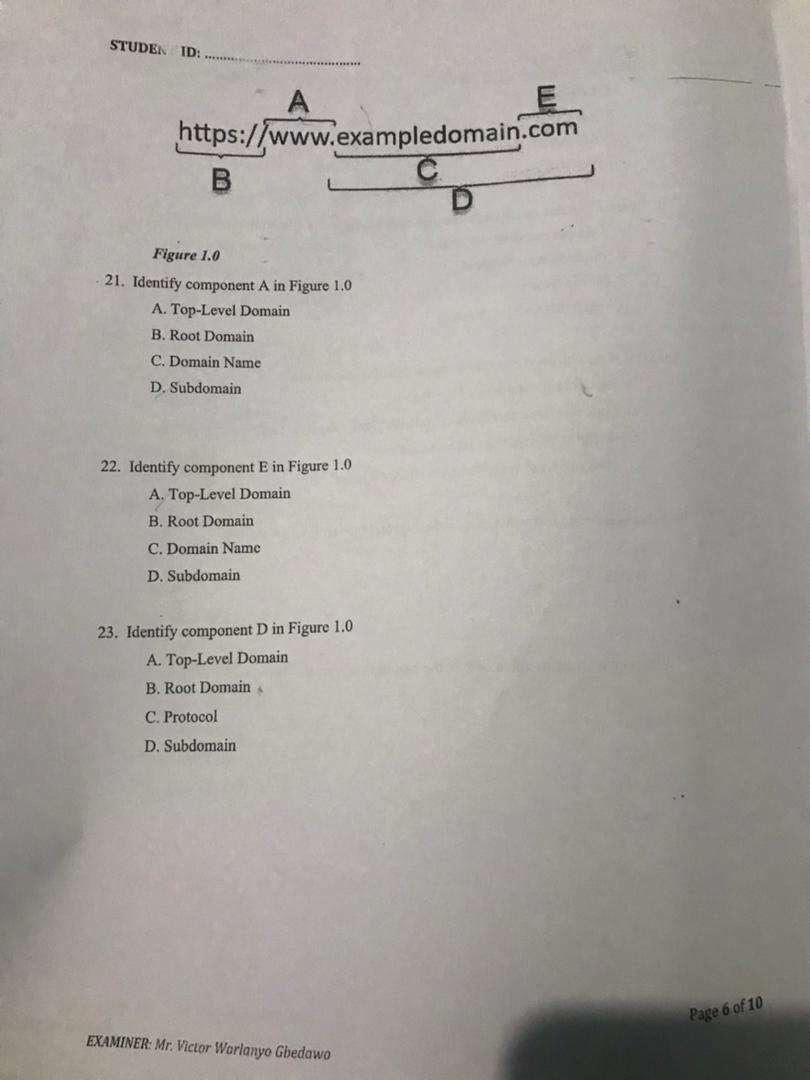 STUDEN ID: ........................................
A
E
https://www.exampledomain.com
B
C
D
Figure 1.0
21. Identify component A in Figure 1.0
A. Top-Level Domain
B. Root Domain
C. Domain Name
D. Subdomain
22. Identify component E in Figure 1.0
A. Top-Level Domain
B. Root Domain
C. Domain Name
D. Subdomain
23. Identify component D in Figure 1.0
A. Top-Level Domain
B. Root Domain
C. Protocol
D. Subdomain
Page 6 of 10
EXAMINER: Mr. Victor Worlanyo Gbedawo